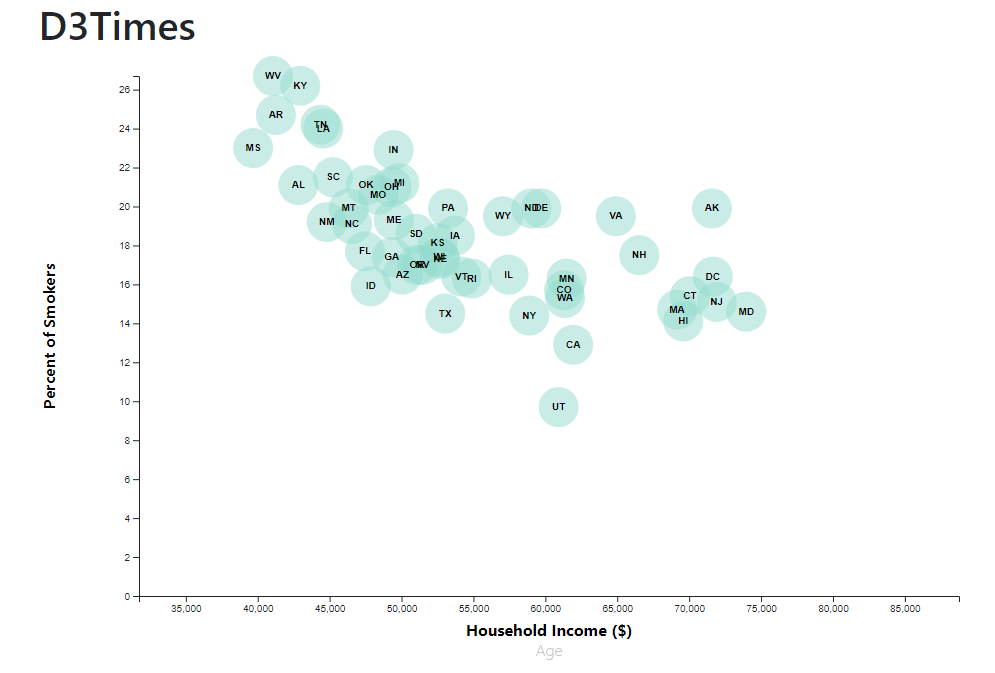 D3Times
WV
KY
26
AR
TN
LA
24
MS
IN
22
SC
AL
OK
OH
MI
MO
20
MT
PA
ND
DE
AK
WY
VA
NM
NC
ME
SD
IA
18
KS
FL
GA
NH
NV
AZ
VT
RI
IL
MN
DC
16
ID
CO
WA
CT
NJ
MA
MD
HI
TX
NY
14
CA
12
10
UT
8
6
4
2
0
Percent of Smokers
35,000 40,000 45,000 50,000 55,000 60,000 65,000 70,000 75,000 80,000 85,000
Household Income ($)
Age